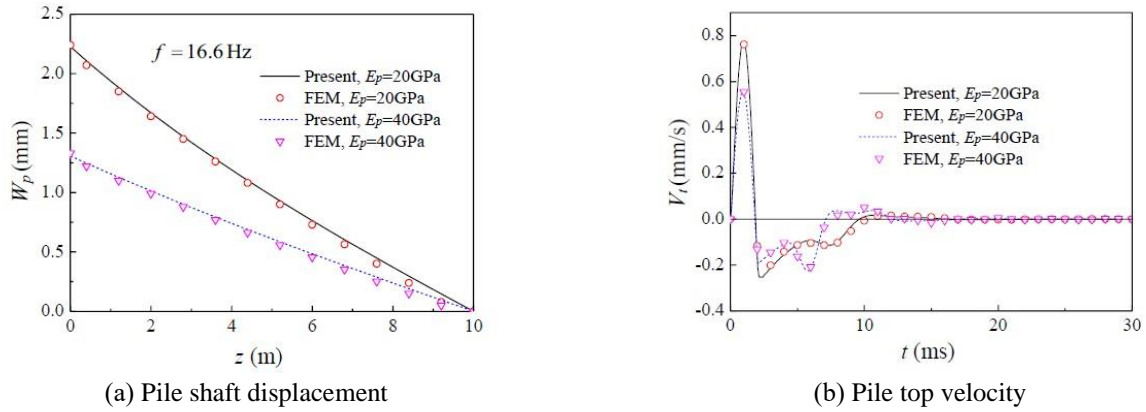 2.5
2.0
1.5
1.0
0.5
0.0
W_p (mm)
f = 16.6 Hz
Present, E_P=20GPa
FEM, E_P=20GPa
Present, E_P=40GPa
FEM, E_P=40GPa
0 2 4 6 8 10
z (m)
(a) Pile shaft displacement
0.8
0.6
0.4
0.2
0.0
-0.2
-0.4
V_t (mm/s)
Present, E_P=20GPa
FEM, E_P=20GPa
Present, E_P=40GPa
FEM, E_P=40GPa
0 5 10 15 20 25 30
t (ms)
(b) Pile top velocity